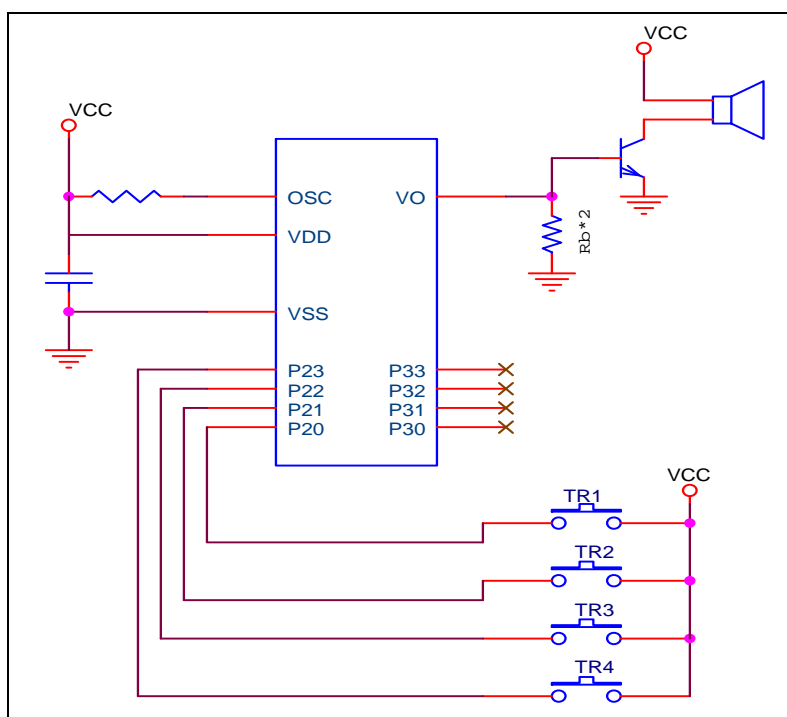 VCC
VCC
OSC
VO
VDD
Rb*2
VSS
P23
P33
P22
P32
P21
P31
P20
P30
VCC
TR1
TR2
TR3
TR4